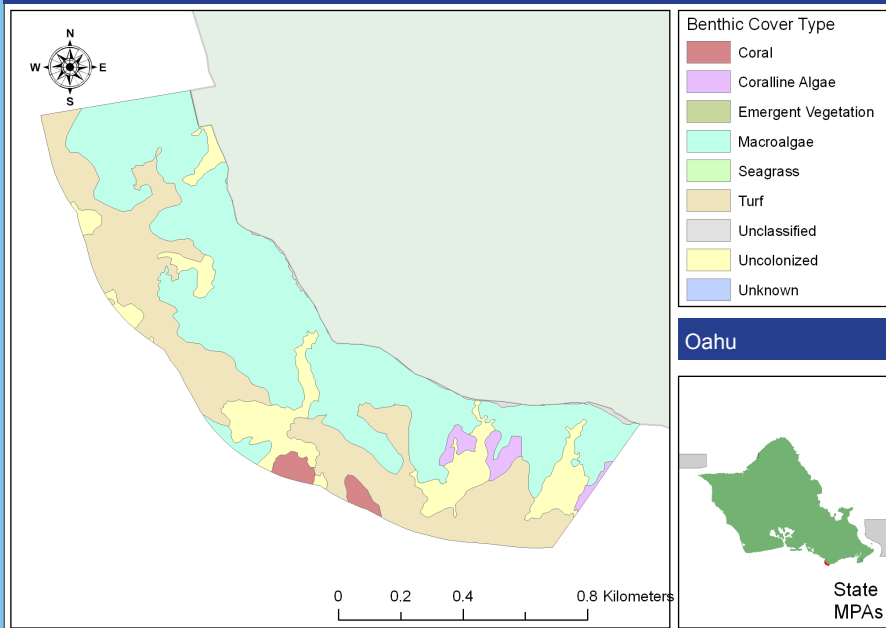 N
W E
S
Benthic Cover Type
Coral
Coralline Algae
Emergent Vegetation
Macroalgae
Seagrass
Turf
Unclassified
Uncolonized
Unknown
Oahu
State
MPAs
0 0.2 0.4 0.8 Kilometers